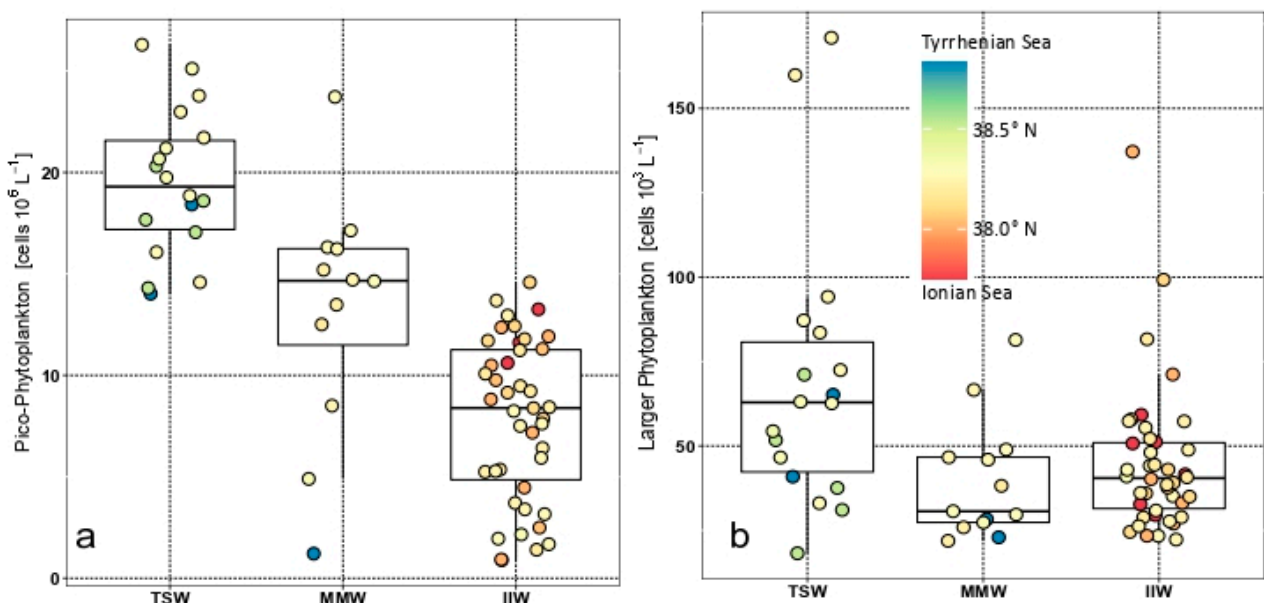 Pico-Phytoplankton [cells 10⁶ L⁻¹]
20
10
0
a
TSW
MMW
IIW
Larger Phytoplankton [cells 10³ L⁻¹]
150
100
50
b
Tyrrhenian Sea
38.5° N
38.0° N
Ionian Sea
TSW
MMW
IIW